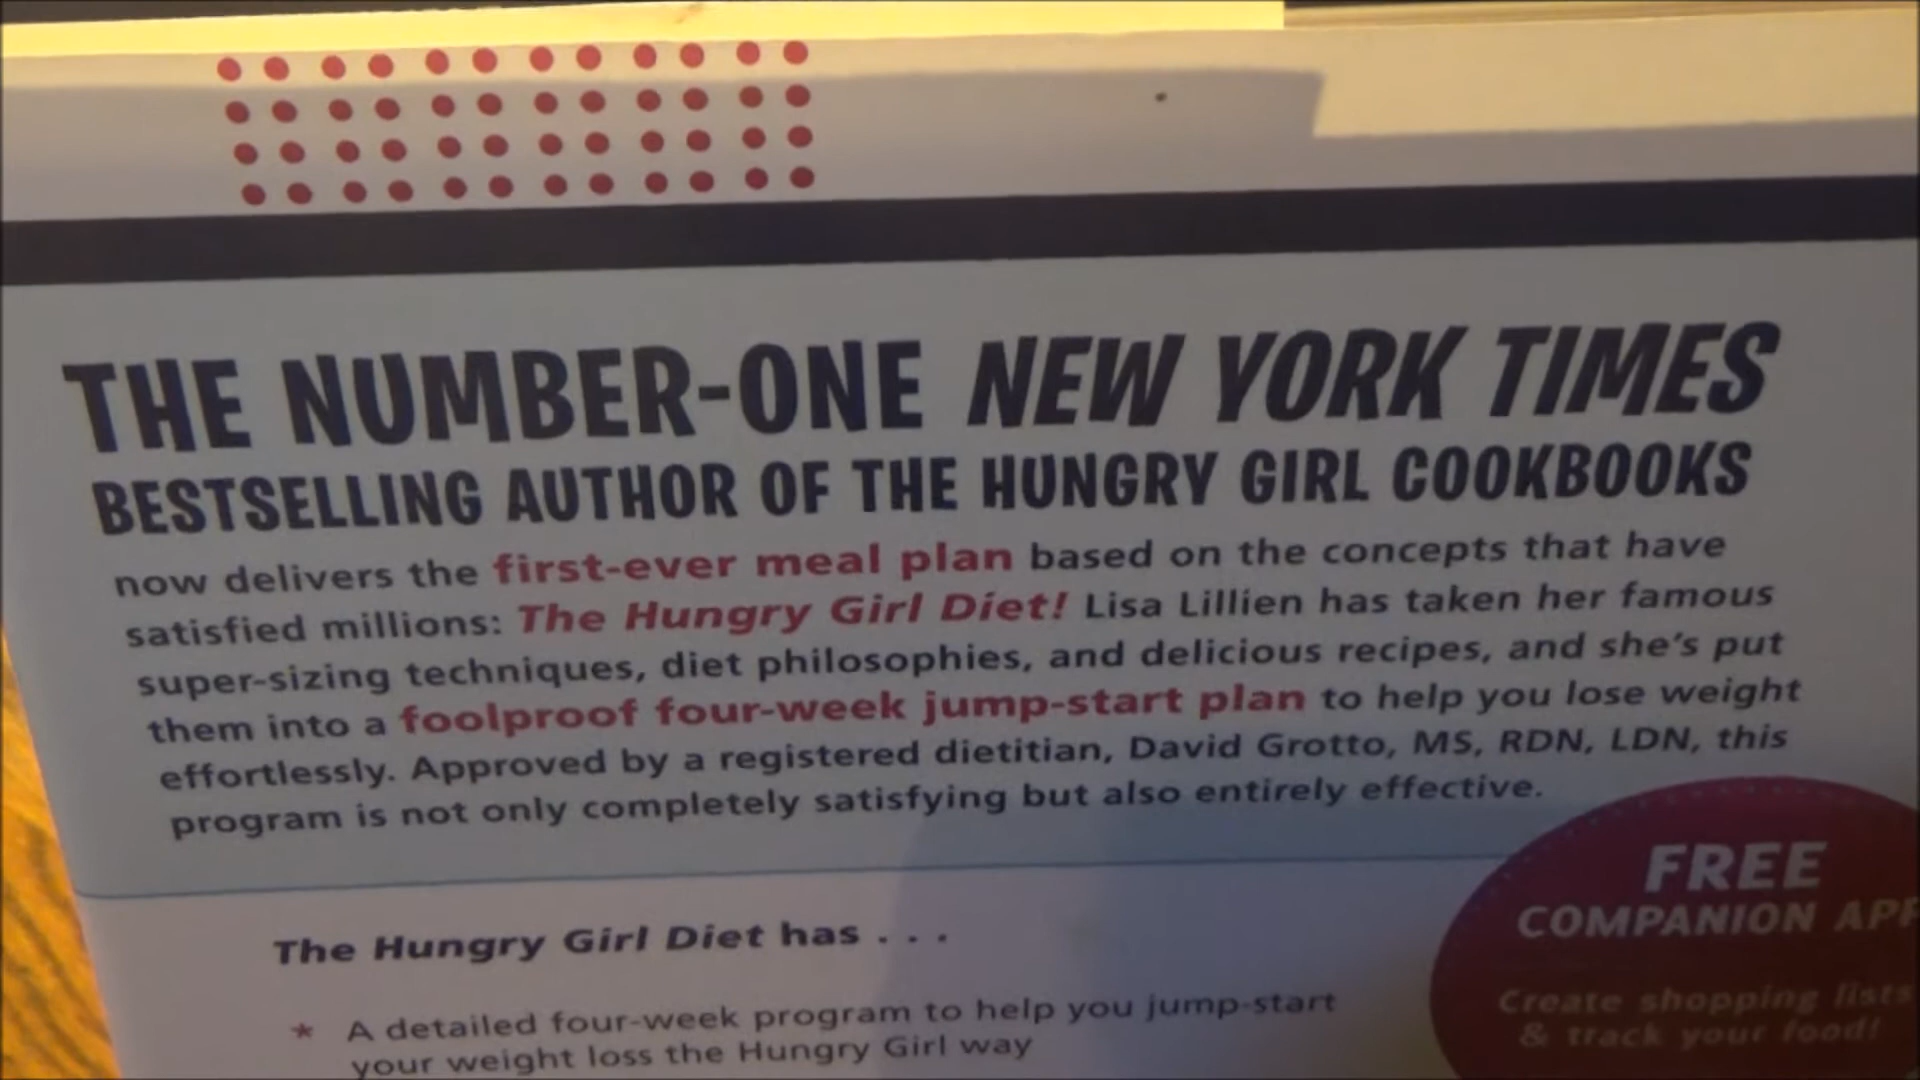 THE NUMBER-ONE NEW YORK TIMES
BESTSELLING AUTHOR OF THE HUNGRY GIRL COOKBOOKS
now delivers the first-ever meal plan based on the concepts that have
satisfied millions: The Hungry Girl Diet! Lisa Lillien has taken her famous
super-sizing techniques, diet philosophies, and delicious recipes, and she's put
them into a foolproof four-week jump-start plan to help you lose weight
effortlessly. Approved by a registered dietitian, David Grotto, MS, RDN, LDN, this
program is not only completely satisfying but also entirely effective.
The Hungry Girl Diet has . . .
* A detailed four-week program to help you jump-start
your weight loss the Hungry Girl way
FREE
COMPANION APP
Create shopping lists
& track your food!